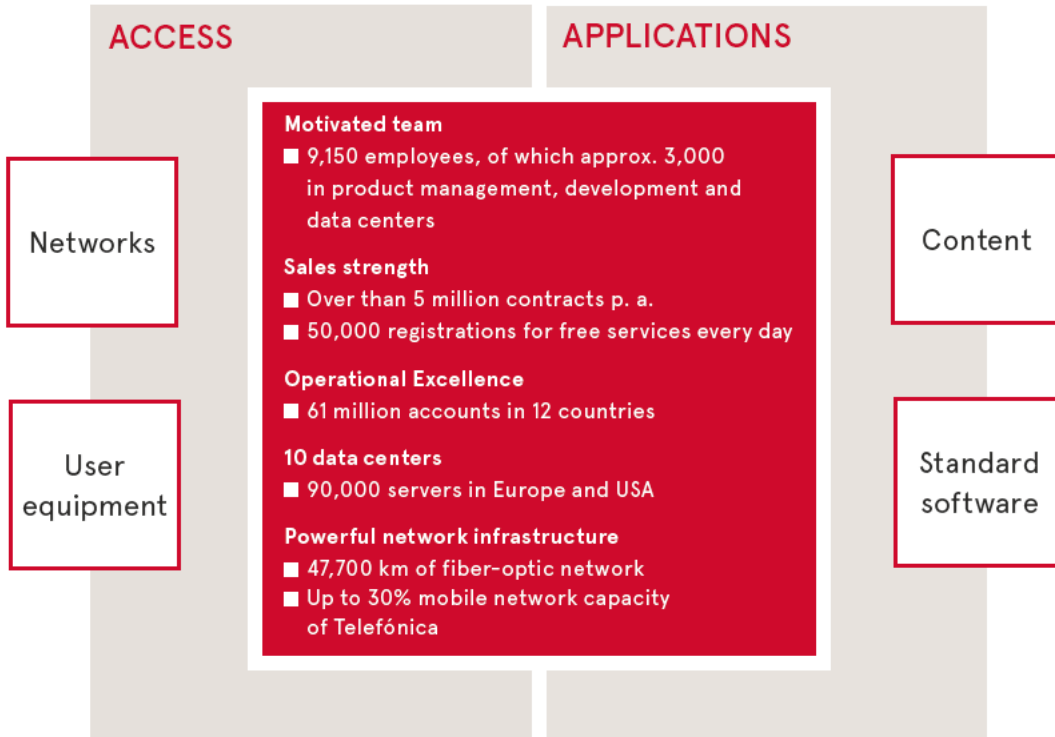 ACCESS
APPLICATIONS
Networks
User
equipment
Motivated team
9,150 employees, of which approx. 3,000
in product management, development and
data centers
Sales strength
Over than 5 million contracts p. a.
50,000 registrations for free services every day
Operational Excellence
61 million accounts in 12 countries
10 data centers
90,000 servers in Europe and USA
Powerful network infrastructure
47,700 km of fiber-optic network
Up to 30% mobile network capacity
of Telefónica
Content
Standard
software